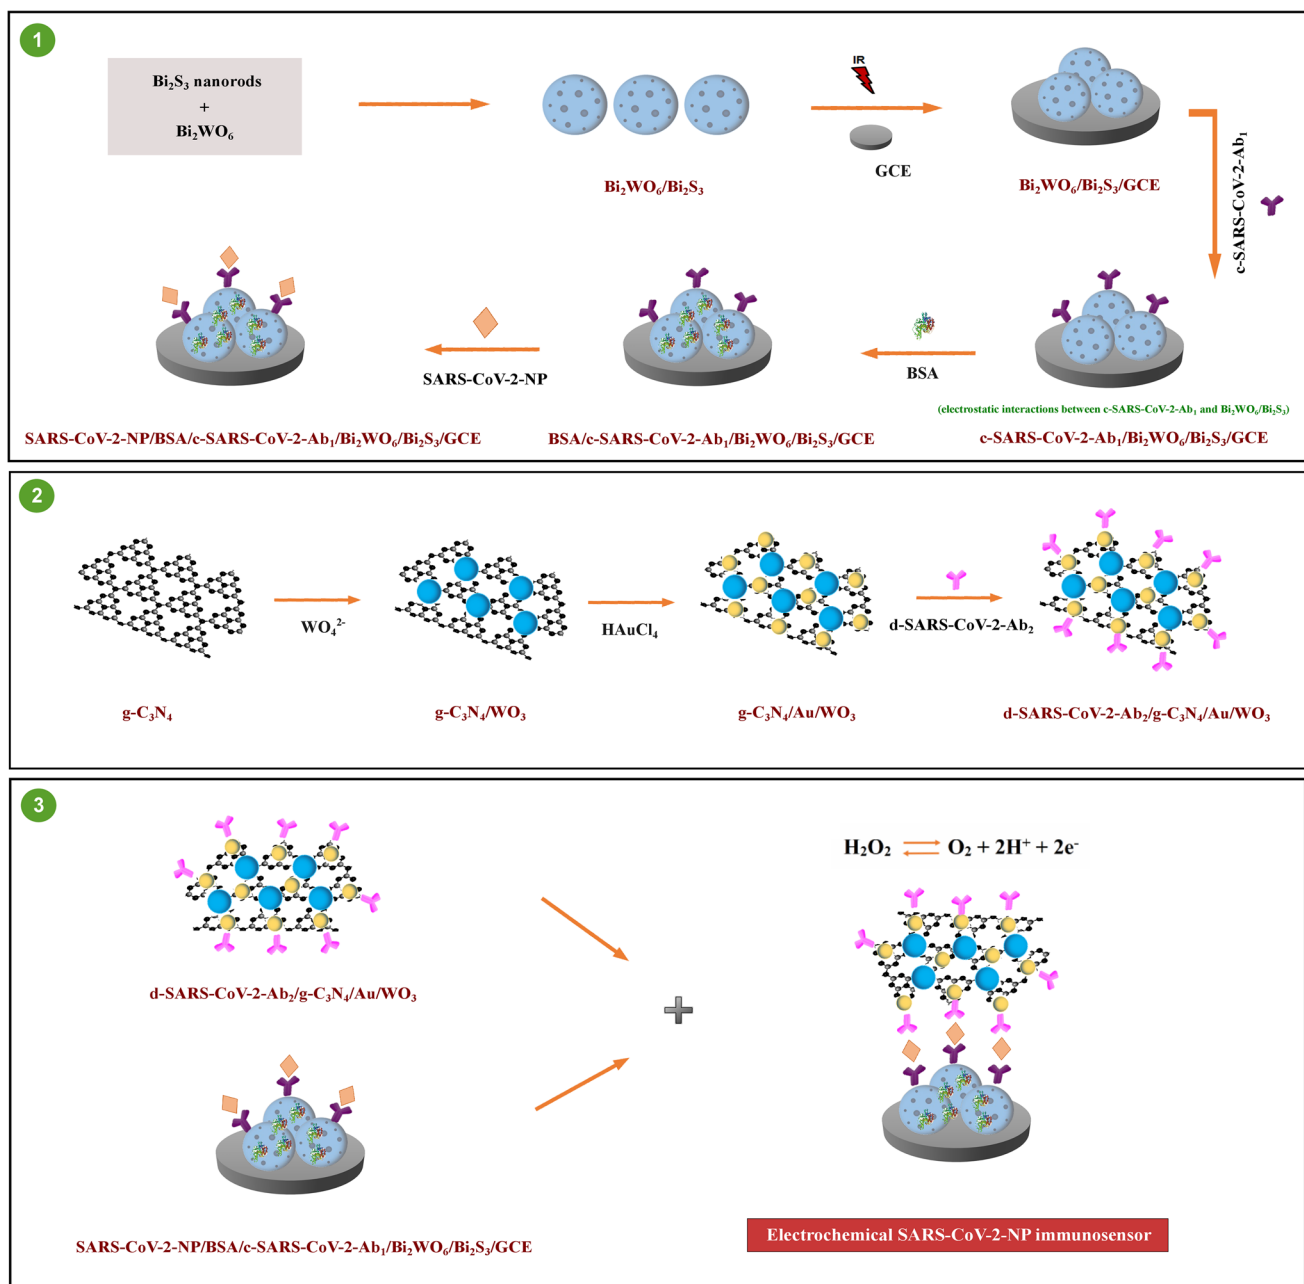 1
Bi₂S₃ nanorods
+
Bi₂WO₆
Bi₂WO₆/Bi₂S₃
IR
GCE
Bi₂WO₆/Bi₂S₃/GCE
c-SARS-CoV-2-Ab₁
(electrostatic interactions between c-SARS-CoV-2-Ab₁ and Bi₂WO₆/Bi₂S₃)
c-SARS-CoV-2-Ab₁/Bi₂WO₆/Bi₂S₃/GCE
BSA
BSA/c-SARS-CoV-2-Ab₁/Bi₂WO₆/Bi₂S₃/GCE
SARS-CoV-2-NP
SARS-CoV-2-NP/BSA/c-SARS-CoV-2-Ab₁/Bi₂WO₆/Bi₂S₃/GCE
2
g-C₃N₄
WO₄²⁻
g-C₃N₄/WO₃
HAuCl₄
g-C₃N₄/Au/WO₃
d-SARS-CoV-2-Ab₂
d-SARS-CoV-2-Ab₂/g-C₃N₄/Au/WO₃
3
d-SARS-CoV-2-Ab₂/g-C₃N₄/Au/WO₃
SARS-CoV-2-NP/BSA/c-SARS-CoV-2-Ab₁/Bi₂WO₆/Bi₂S₃/GCE
H₂O₂ ⇌ O₂ + 2H⁺ + 2e⁻
Electrochemical SARS-CoV-2-NP immunosensor